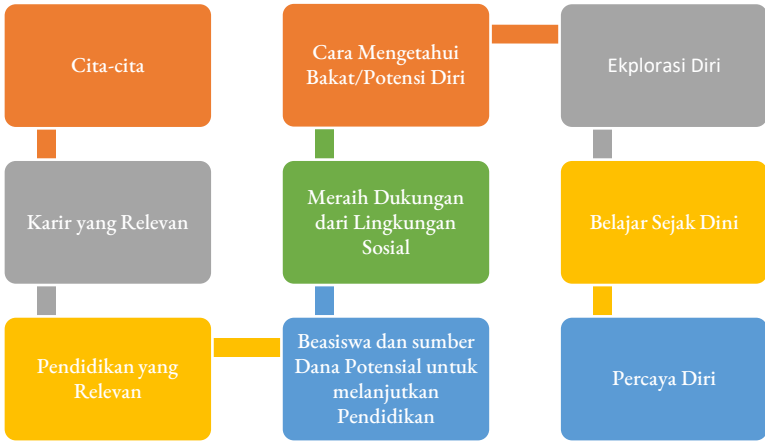 Cita-cita
Karir yang Relevan
Pendidikan yang
Relevan
Beasiswa dan sumber
Dana Potensial untuk
melanjutkan
Pendidikan
Meraih Dukungan
dari Lingkungan
Sosial
Cara Mengetahui
Bakat/Potensi Diri
Ekplorasi Diri
Belajar Sejak Dini
Percaya Diri